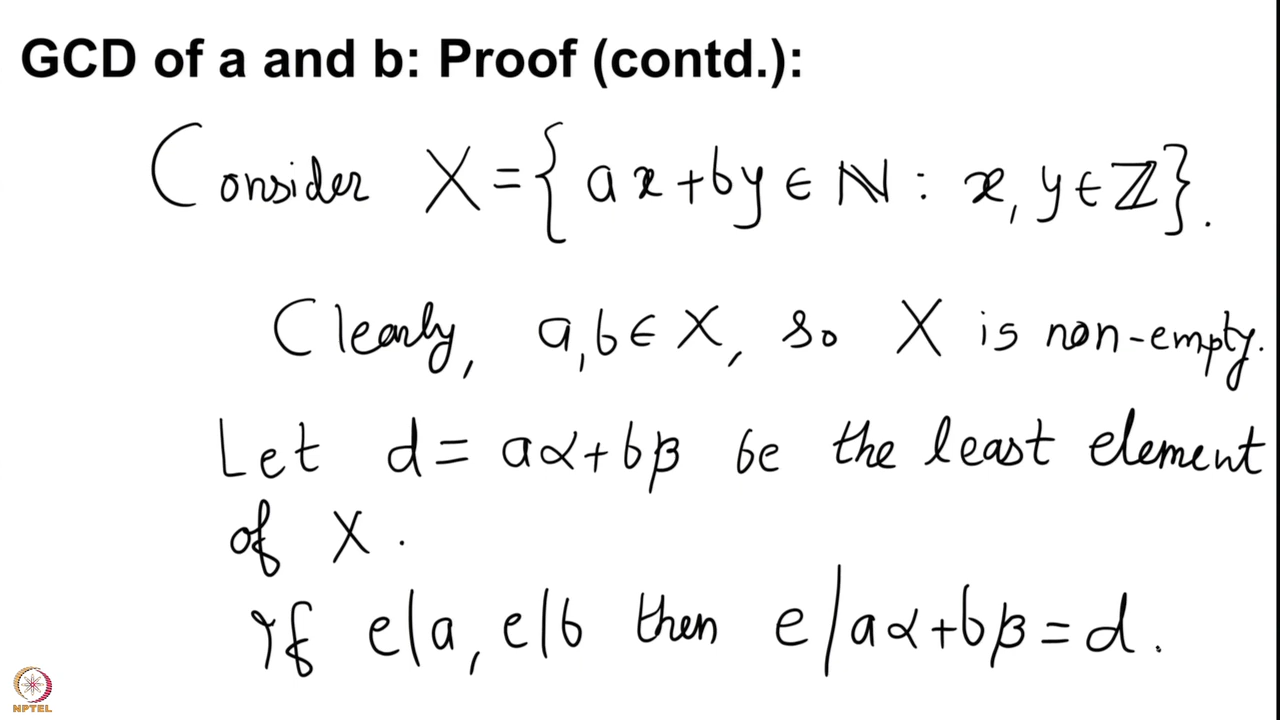 GCD of a and b: Proof (contd.):
Consider X = { ax + by ∈ ℕ : x, y ∈ ℤ }.
Clearly, a, b ∈ X, so X is non-empty.
Let d = aα + bβ be the least element
of X.
If e|a, e|b then e | aα + bβ = d.
NPTEL